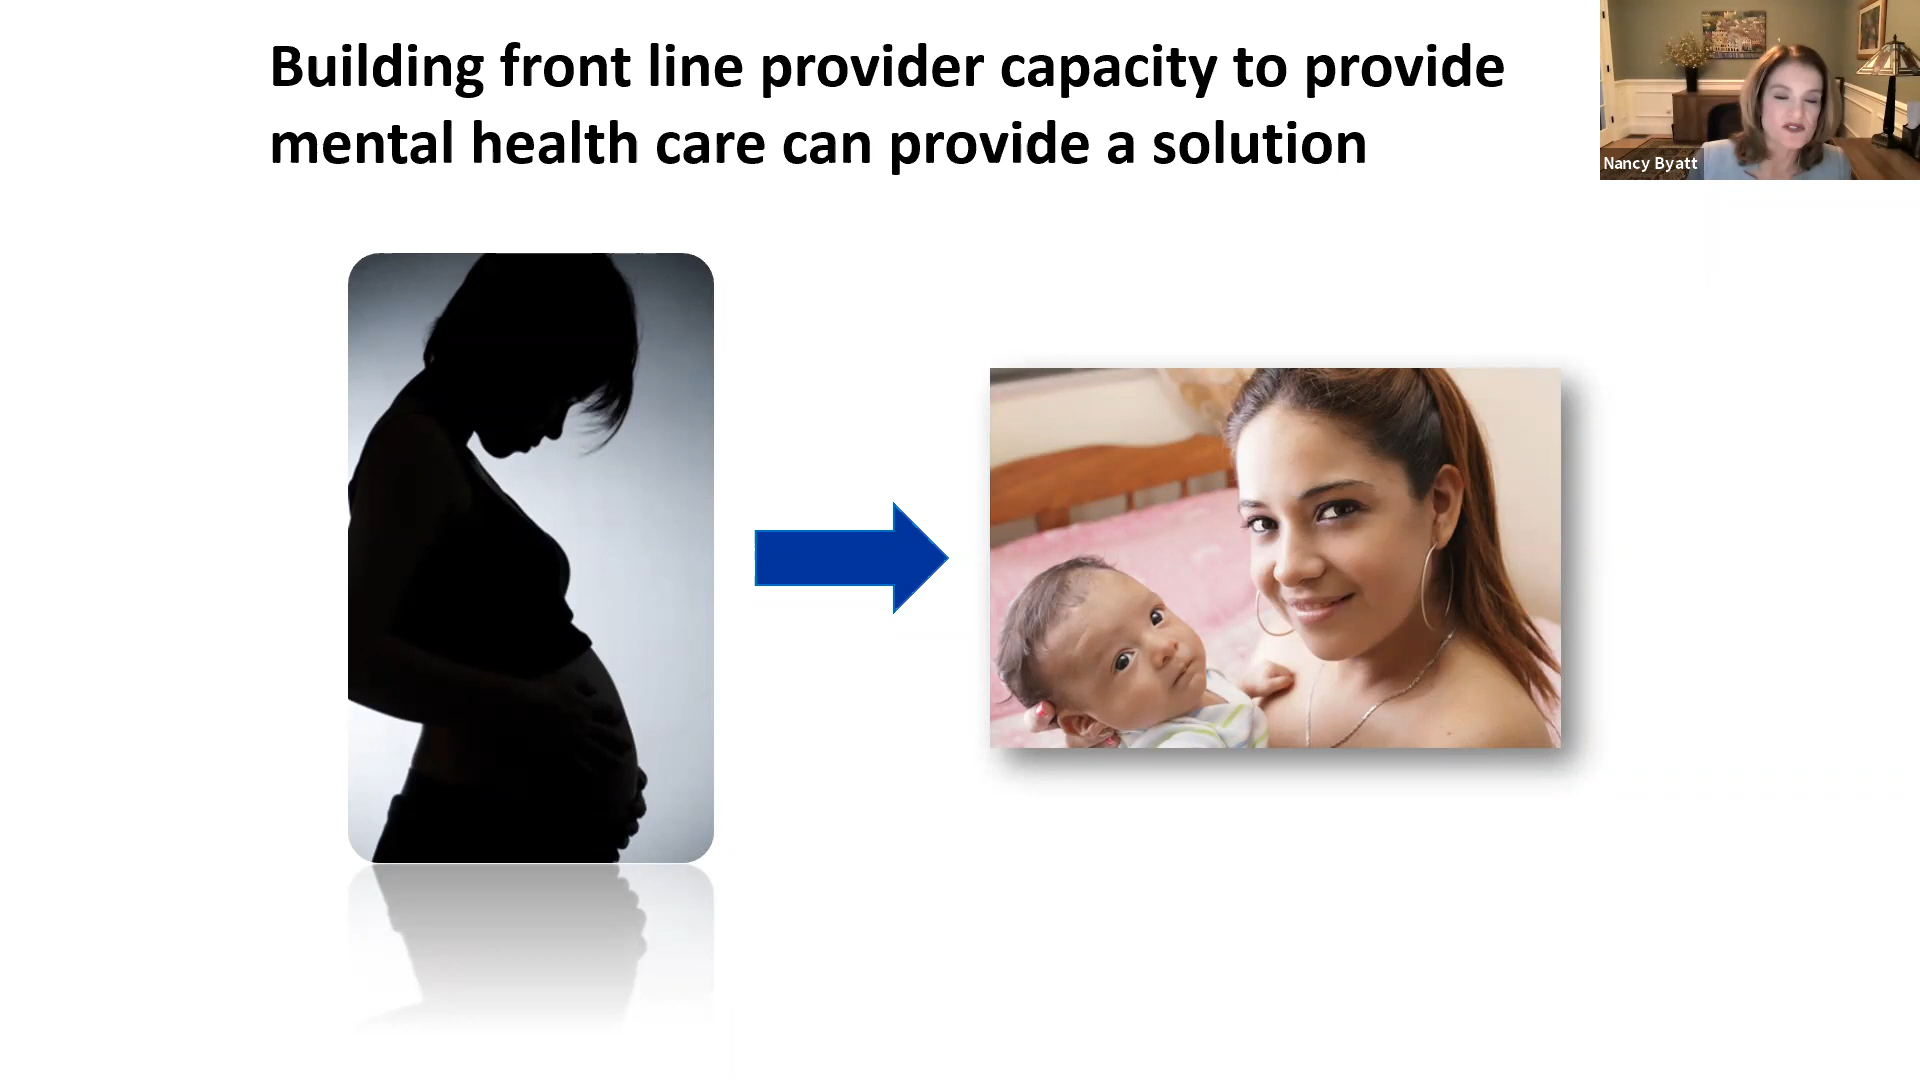 Building front line provider capacity to provide
mental health care can provide a solution
Nancy Byatt